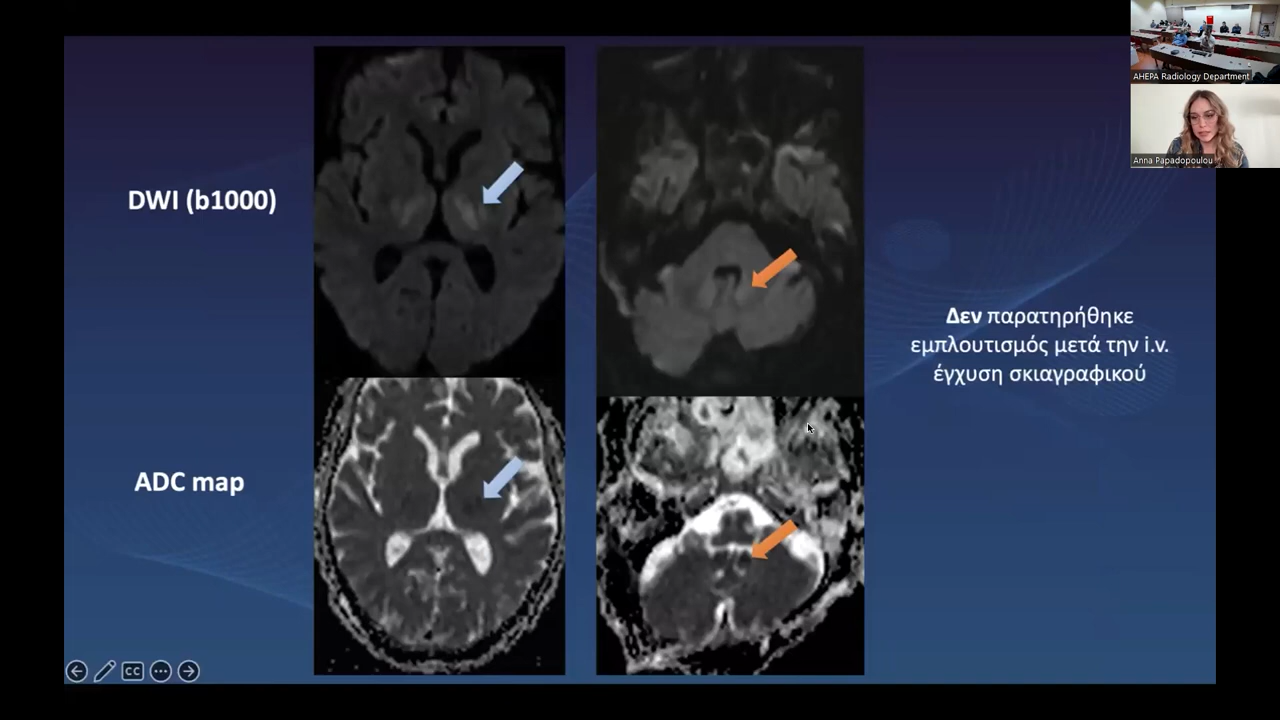 AHEPA Radiology Department
Anna Papadopoulou
DWI (b1000)
Δεν παρατηρήθηκε
εμπλουτισμός μετά την i.v.
έγχυση σκιαγραφικού
ADC map
CC